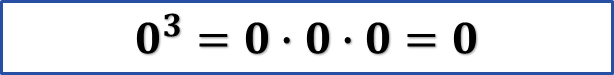 0³ = 0 · 0 · 0 = 0